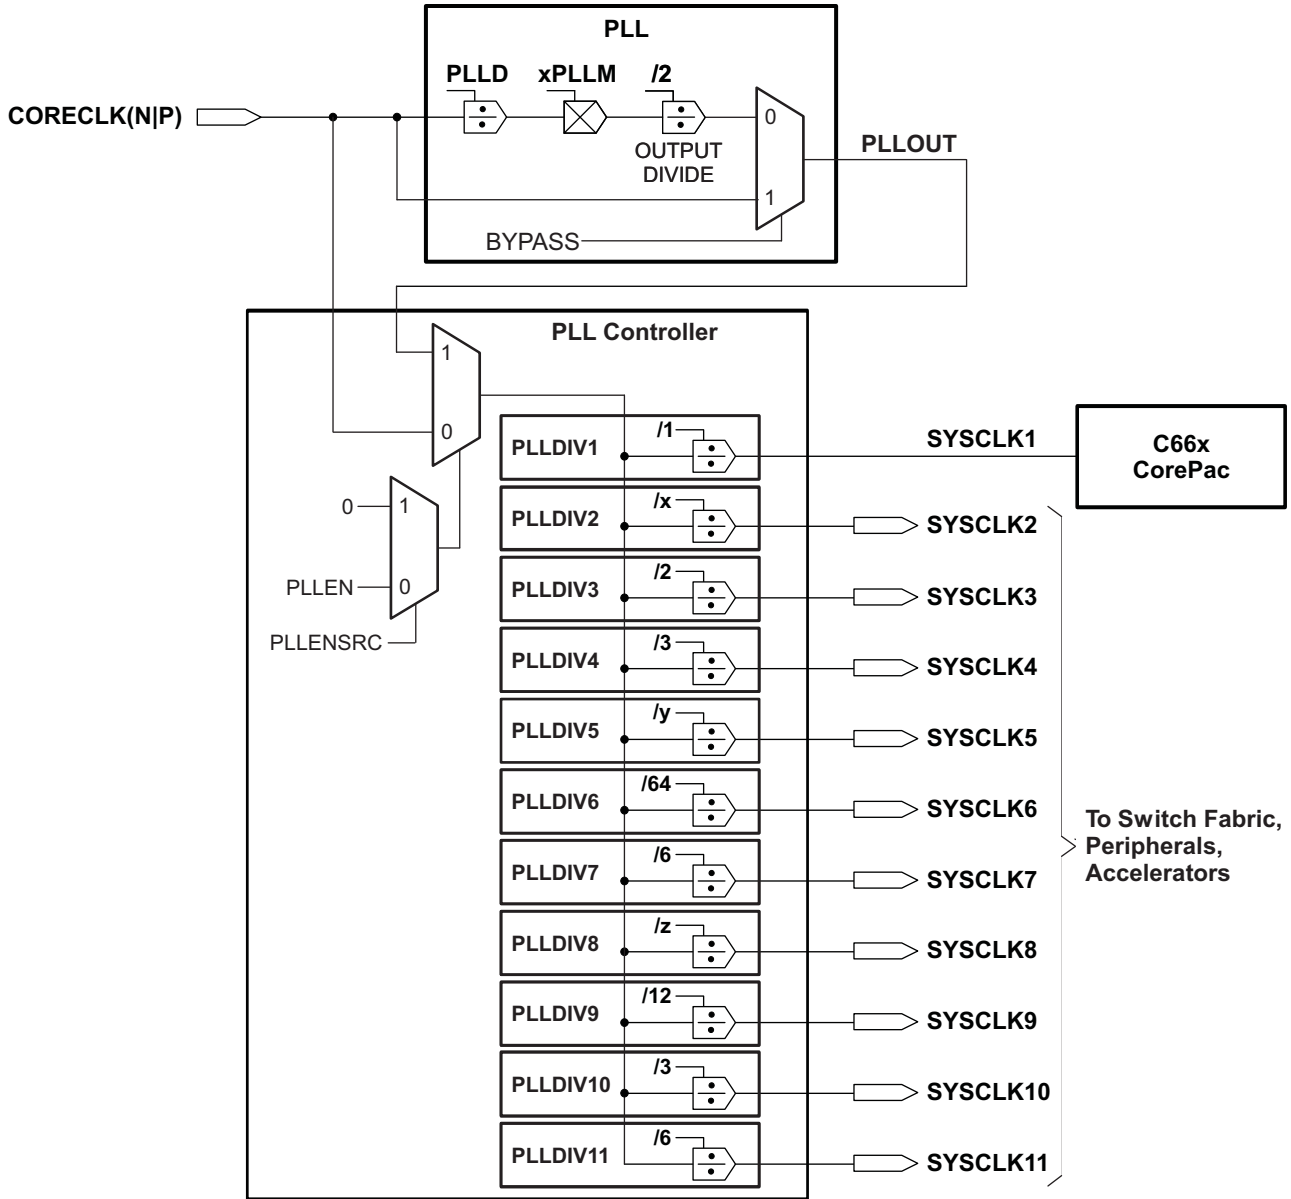 PLL
PLLD
xPLLM
/2
CORECLK(N|P)
0
OUTPUT
DIVIDE
PLLOUT
1
BYPASS
PLL Controller
1
0
0
1
PLLEN
0
PLLENSRC
PLLDIV1
/1
SYSCLK1
C66x
CorePac
PLLDIV2
/x
SYSCLK2
PLLDIV3
/2
SYSCLK3
PLLDIV4
/3
SYSCLK4
PLLDIV5
/y
SYSCLK5
PLLDIV6
/64
SYSCLK6
PLLDIV7
/6
SYSCLK7
PLLDIV8
/z
SYSCLK8
PLLDIV9
/12
SYSCLK9
PLLDIV10
/3
SYSCLK10
PLLDIV11
/6
SYSCLK11
To Switch Fabric,
Peripherals,
Accelerators